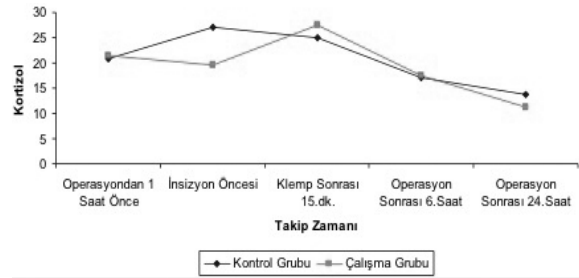 30
25
20
15
10
5
0
Kortizol
Operasyondan 1
Saat Önce
İnsizyon Öncesi
Klemp Sonrası
15.dk.
Operasyon
Sonrası 6.Saat
Operasyon
Sonrası 24.Saat
Takip Zamanı
Kontrol Grubu
Çalışma Grubu